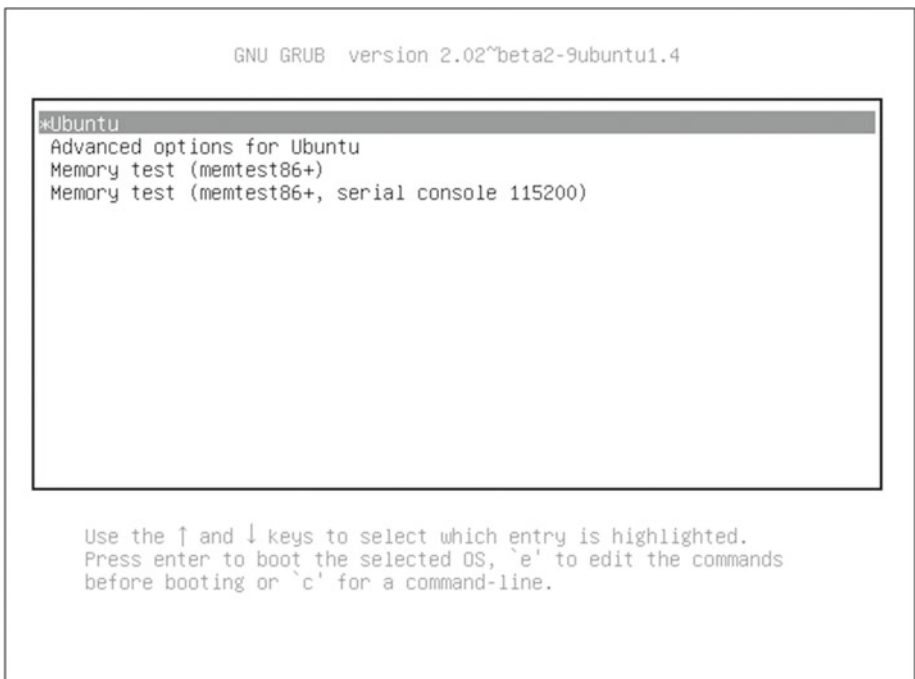 GNU GRUB  version 2.02~beta2-9ubuntu1.4
*Ubuntu
Advanced options for Ubuntu
Memory test (memtest86+)
Memory test (memtest86+, serial console 115200)
Use the ↑ and ↓ keys to select which entry is highlighted.
Press enter to boot the selected OS, `e' to edit the commands
before booting or `c' for a command-line.